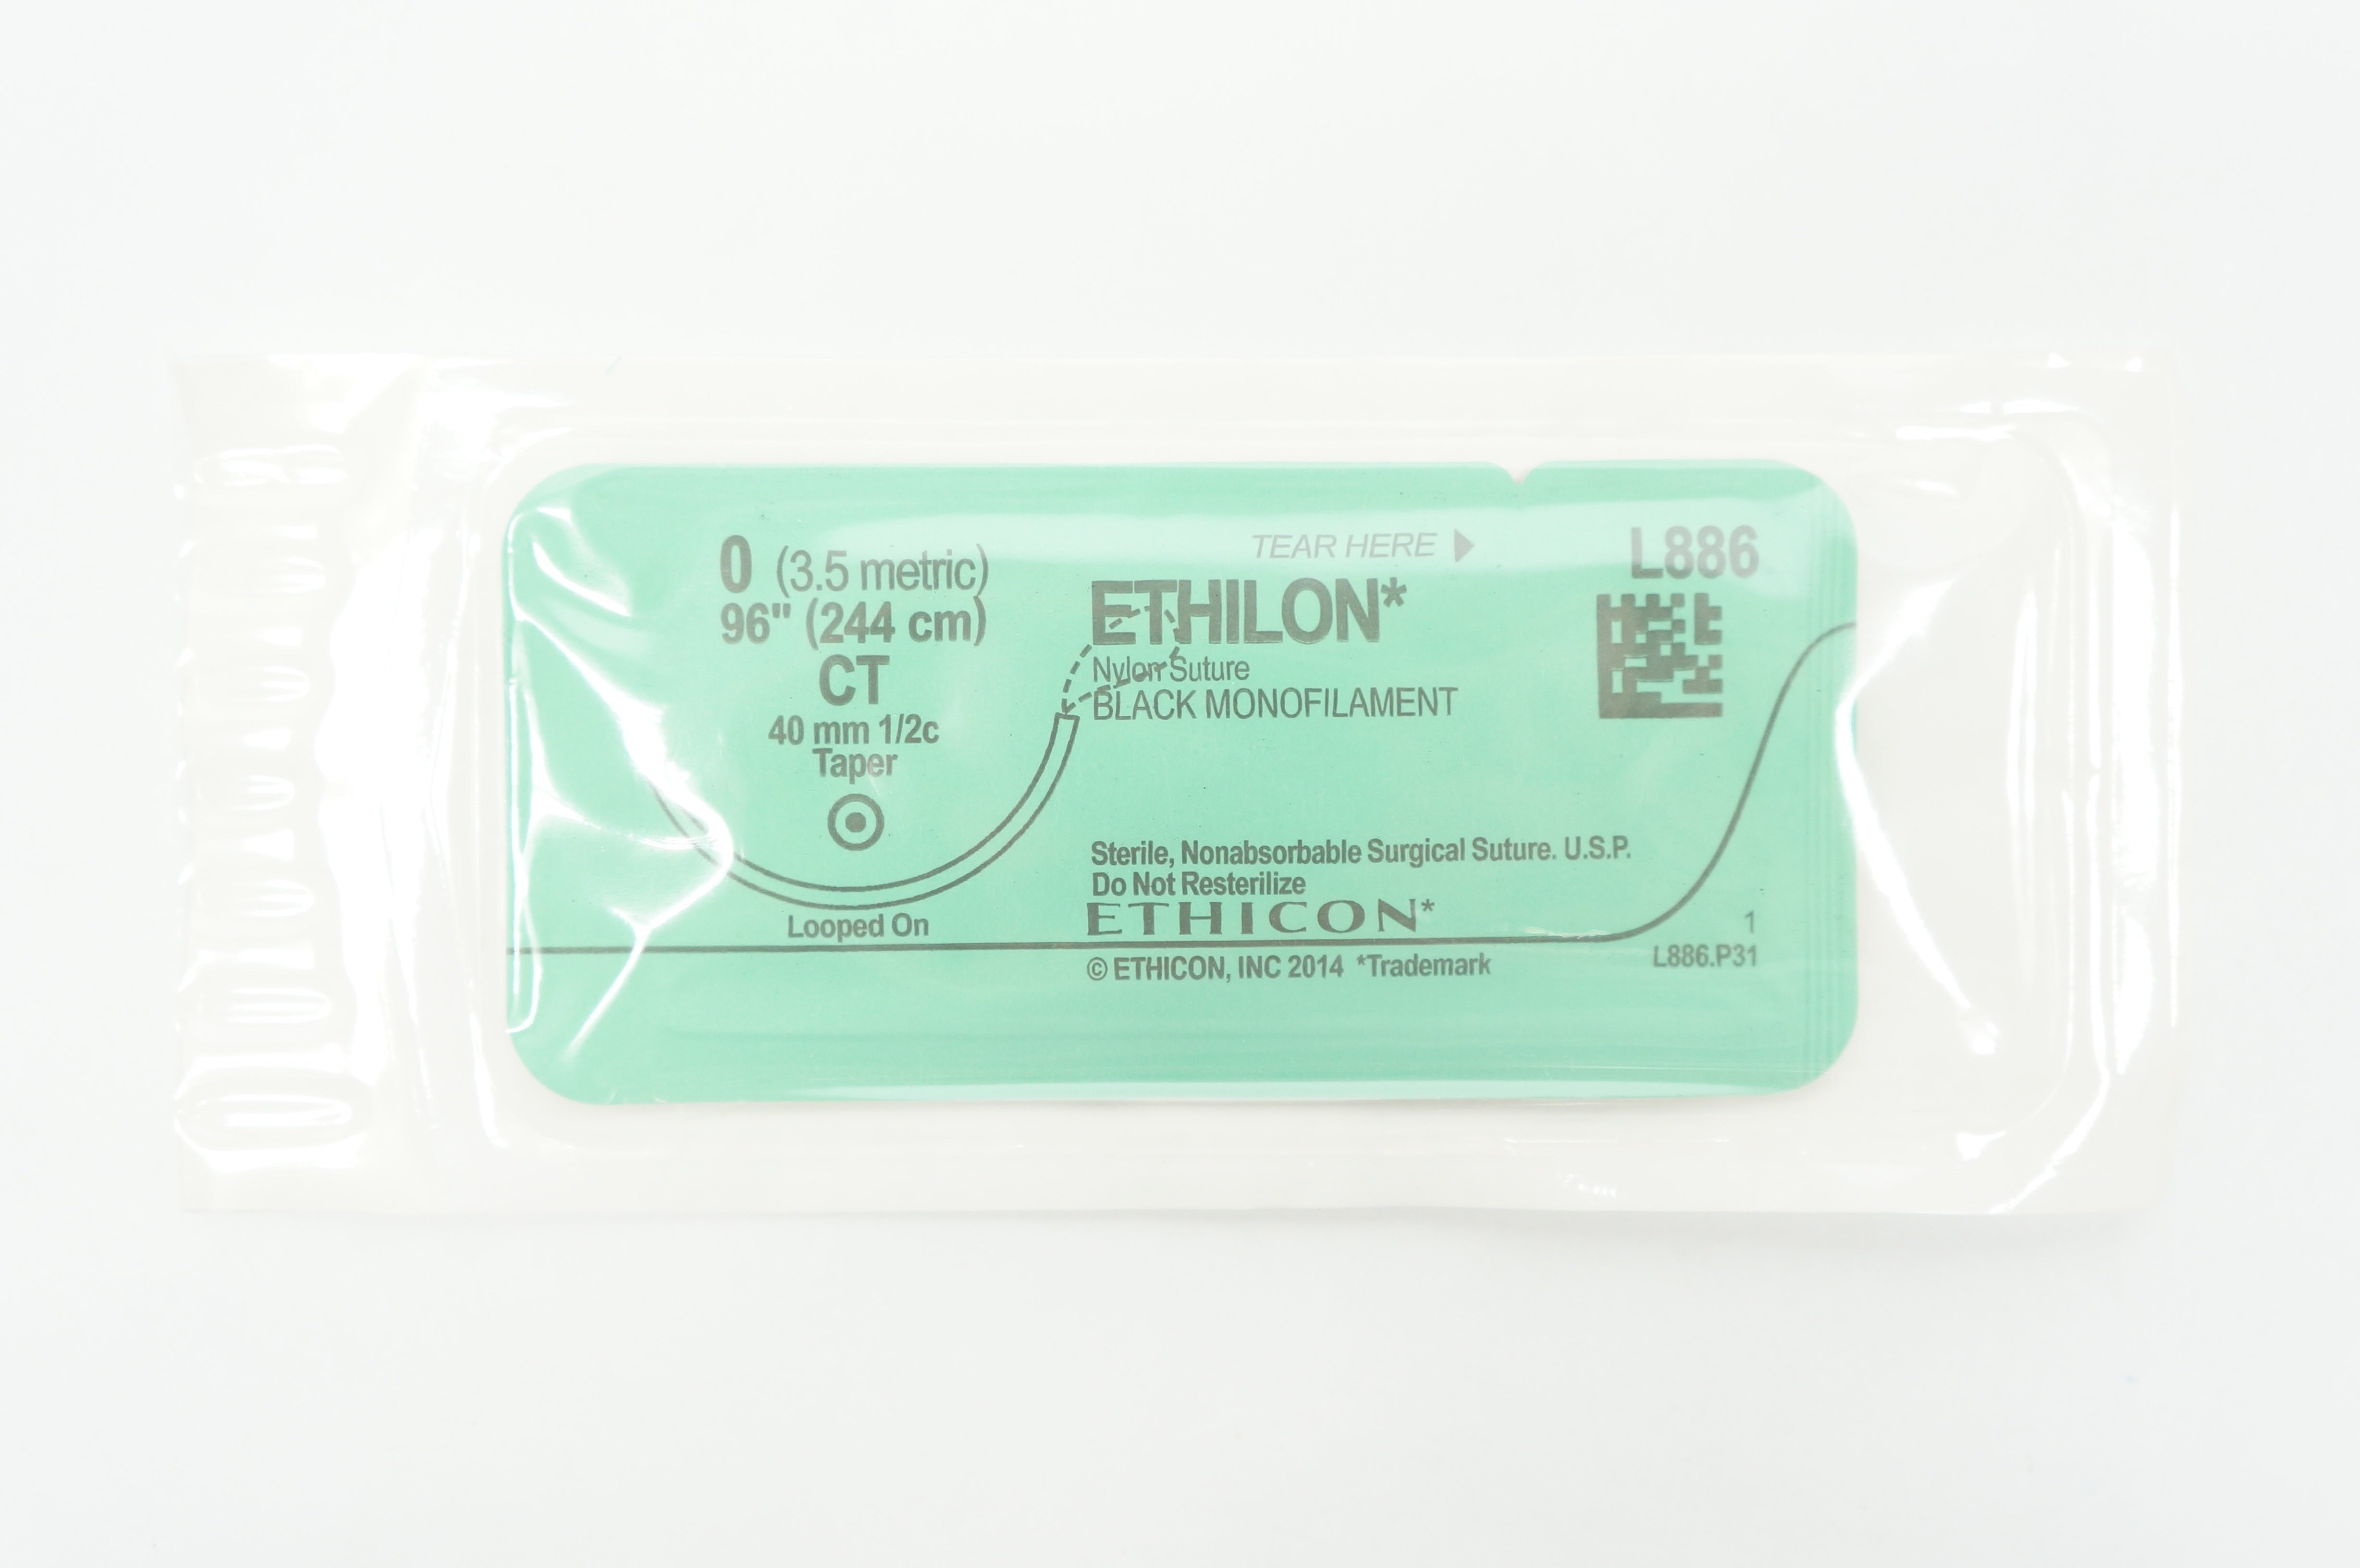 0 (3.5 metric)
96" (244 cm)
CT
40 mm 1/2c
Taper
Looped On
TEAR HERE
ETHILON*
Nylon Suture
BLACK MONOFILAMENT
Sterile, Nonabsorbable Surgical Suture. U.S.P.
Do Not Resterilize
ETHICON*
© ETHICON, INC 2014 *Trademark
L886
1
L886.P31